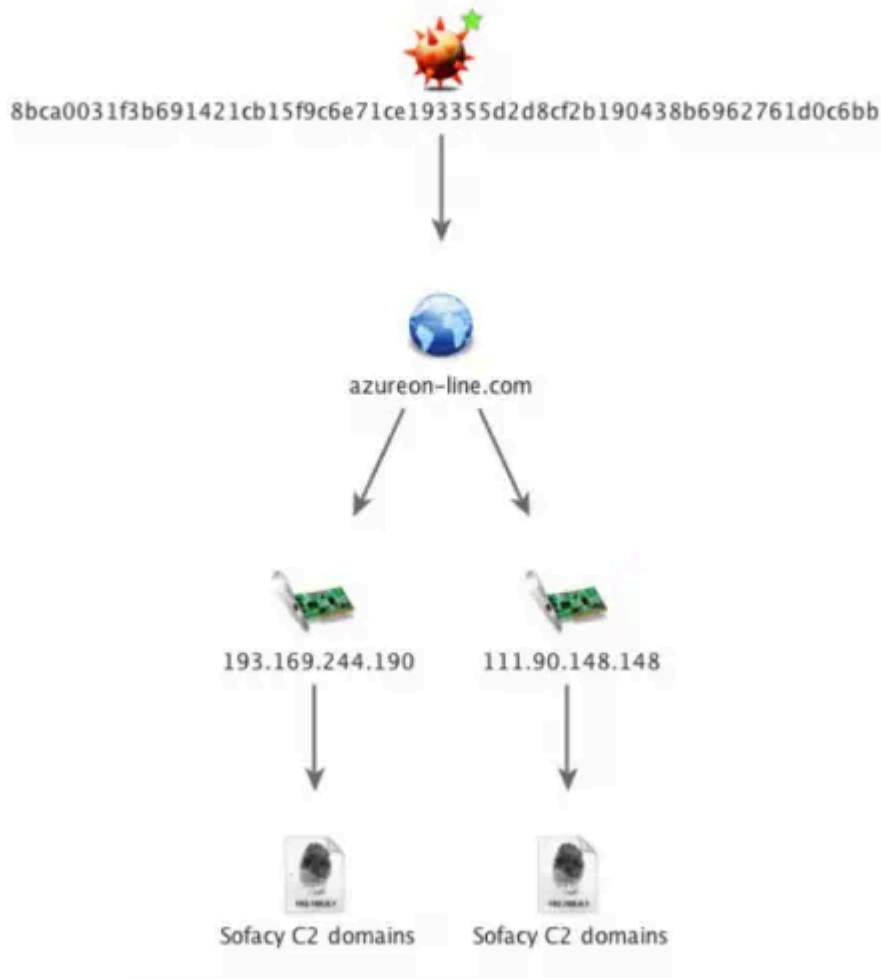 8bca0031f3b691421cb15f9c6e71ce193355d2d8cf2b190438b6962761d0c6bb
azureon-line.com
193.169.244.190
111.90.148.148
Sofacy C2 domains
Sofacy C2 domains